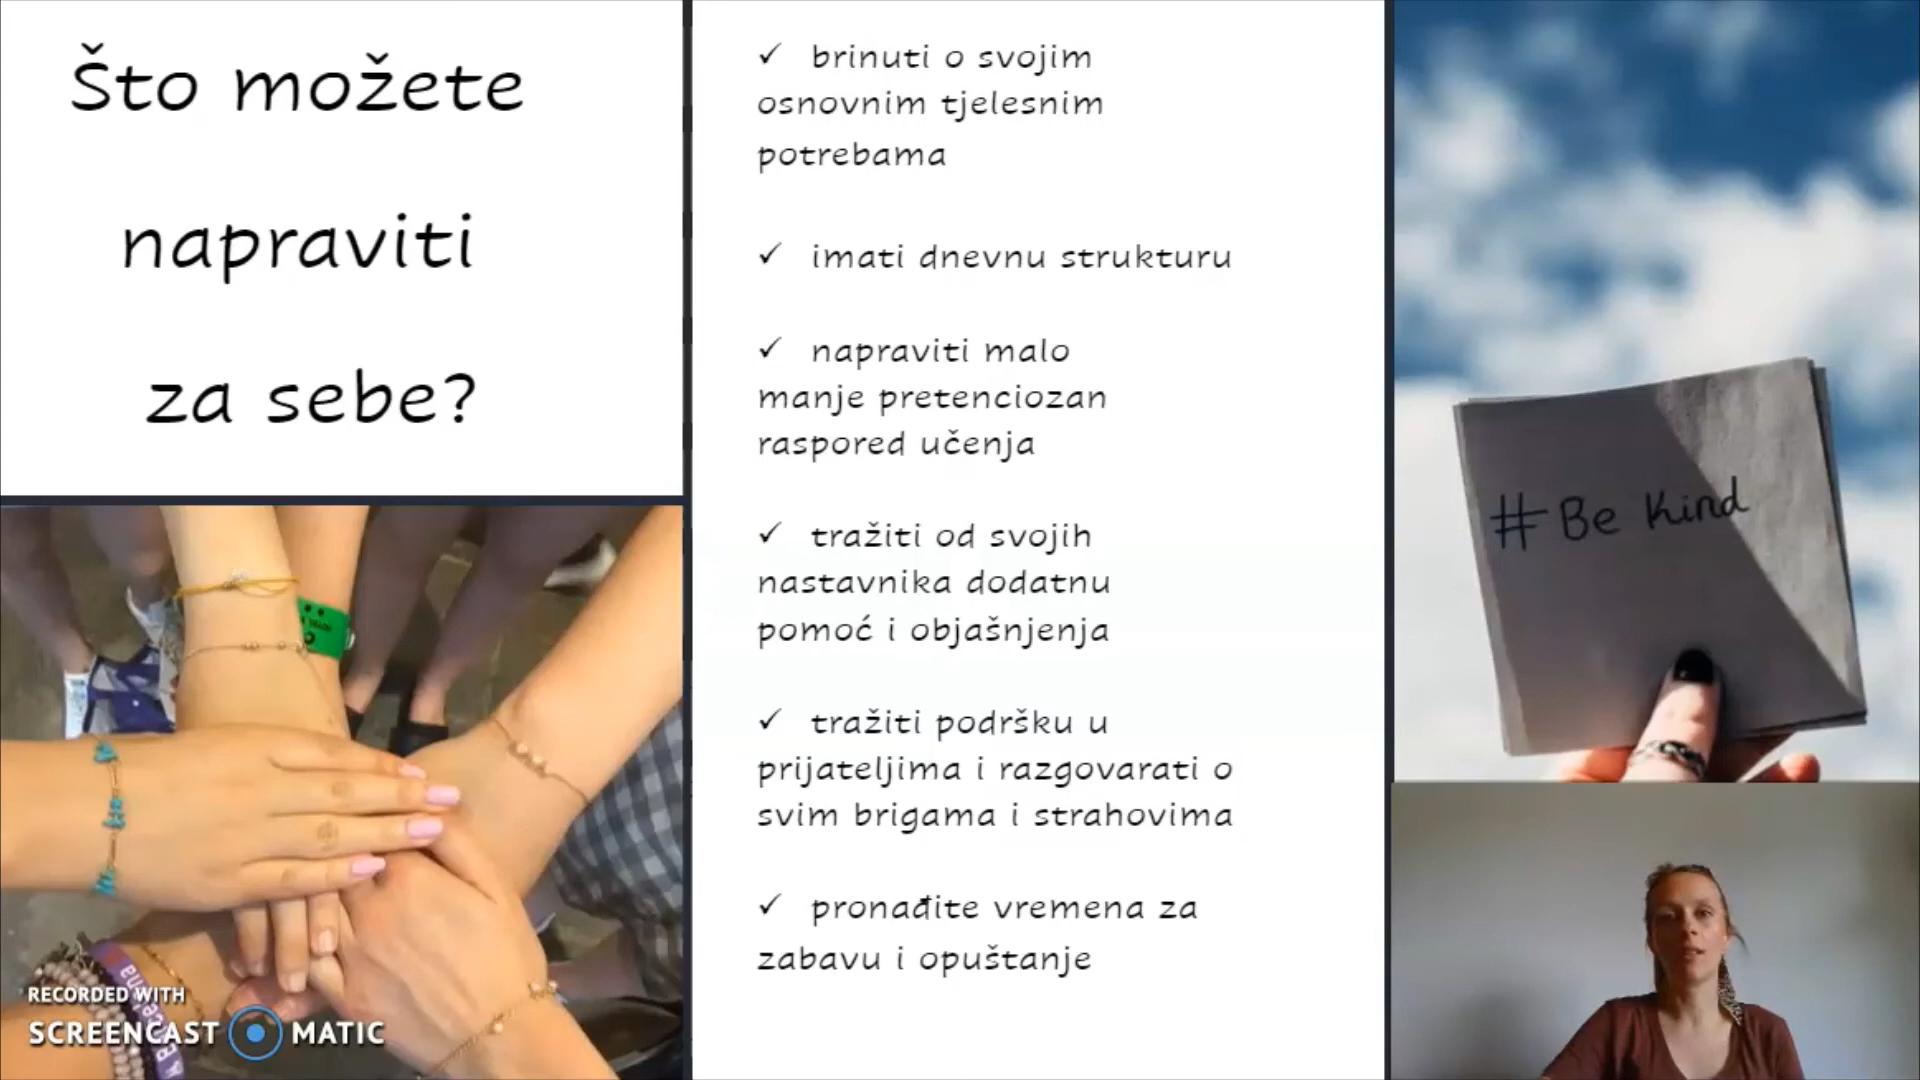 Što možete
napraviti
za sebe?
✓ brinuti o svojim
osnovnim tjelesnim
potrebama
✓ imati dnevnu strukturu
✓ napraviti malo
manje pretenciozan
raspored učenja
✓ tražiti od svojih
nastavnika dodatnu
pomoć i objašnjenja
✓ tražiti podršku u
prijateljima i razgovarati o
svim brigama i strahovima
✓ pronađite vremena za
zabavu i opuštanje
#Be Kind
RECORDED WITH
SCREENCAST MATIC